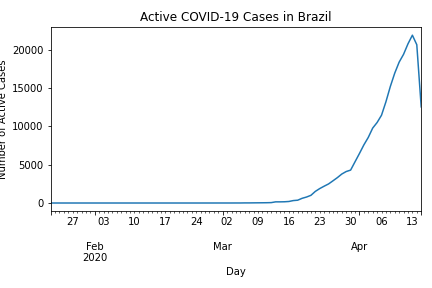 Active COVID-19 Cases in Brazil
Number of Active Cases
20000
15000
10000
5000
0
27 03 10 17 24 02 09 16 23 30 06 13
Feb Mar Apr
2020
Day